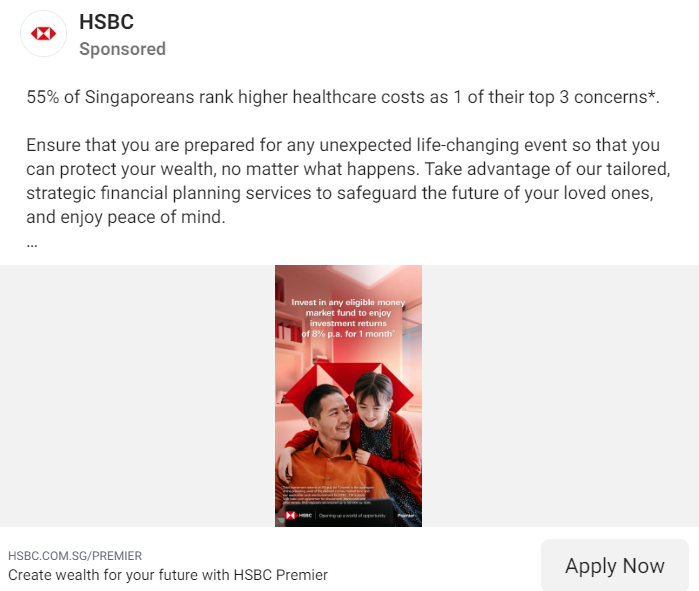 HSBC
Sponsored
55% of Singaporeans rank higher healthcare costs as 1 of their top 3 concerns*.
Ensure that you are prepared for any unexpected life-changing event so that you
can protect your wealth, no matter what happens. Take advantage of our tailored,
strategic financial planning services to safeguard the future of your loved ones,
and enjoy peace of mind.
...
Invest in any eligible money
market fund to enjoy
investment returns
of 8% p.a. for 1 month
HSBC | Opening up a world of opportunity
Premier
HSBC.COM.SG/PREMIER
Create wealth for your future with HSBC Premier
Apply Now